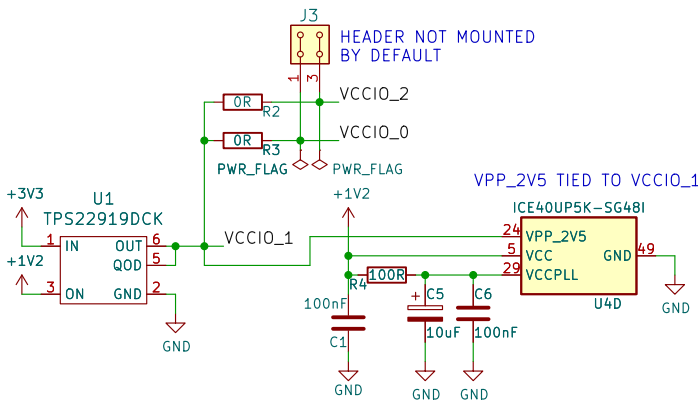 J3
HEADER NOT MOUNTED
BY DEFAULT
1
3
0R
R2
VCCIO_2
0R
R3
VCCIO_0
PWR_FLAG
PWR_FLAG
VPP_2V5 TIED TO VCCIO_1
+3V3
U1
TPS22919DCK
1
IN
OUT
6
QOD
5
+1V2
3
ON
GND
2
GND
VCCIO_1
+1V2
ICE40UP5K-SG48I
24
VPP_2V5
5
VCC
29
VCCPLL
GND
49
U4D
GND
R4
100R
100nF
C1
GND
+
C5
10uF
GND
C6
100nF
GND